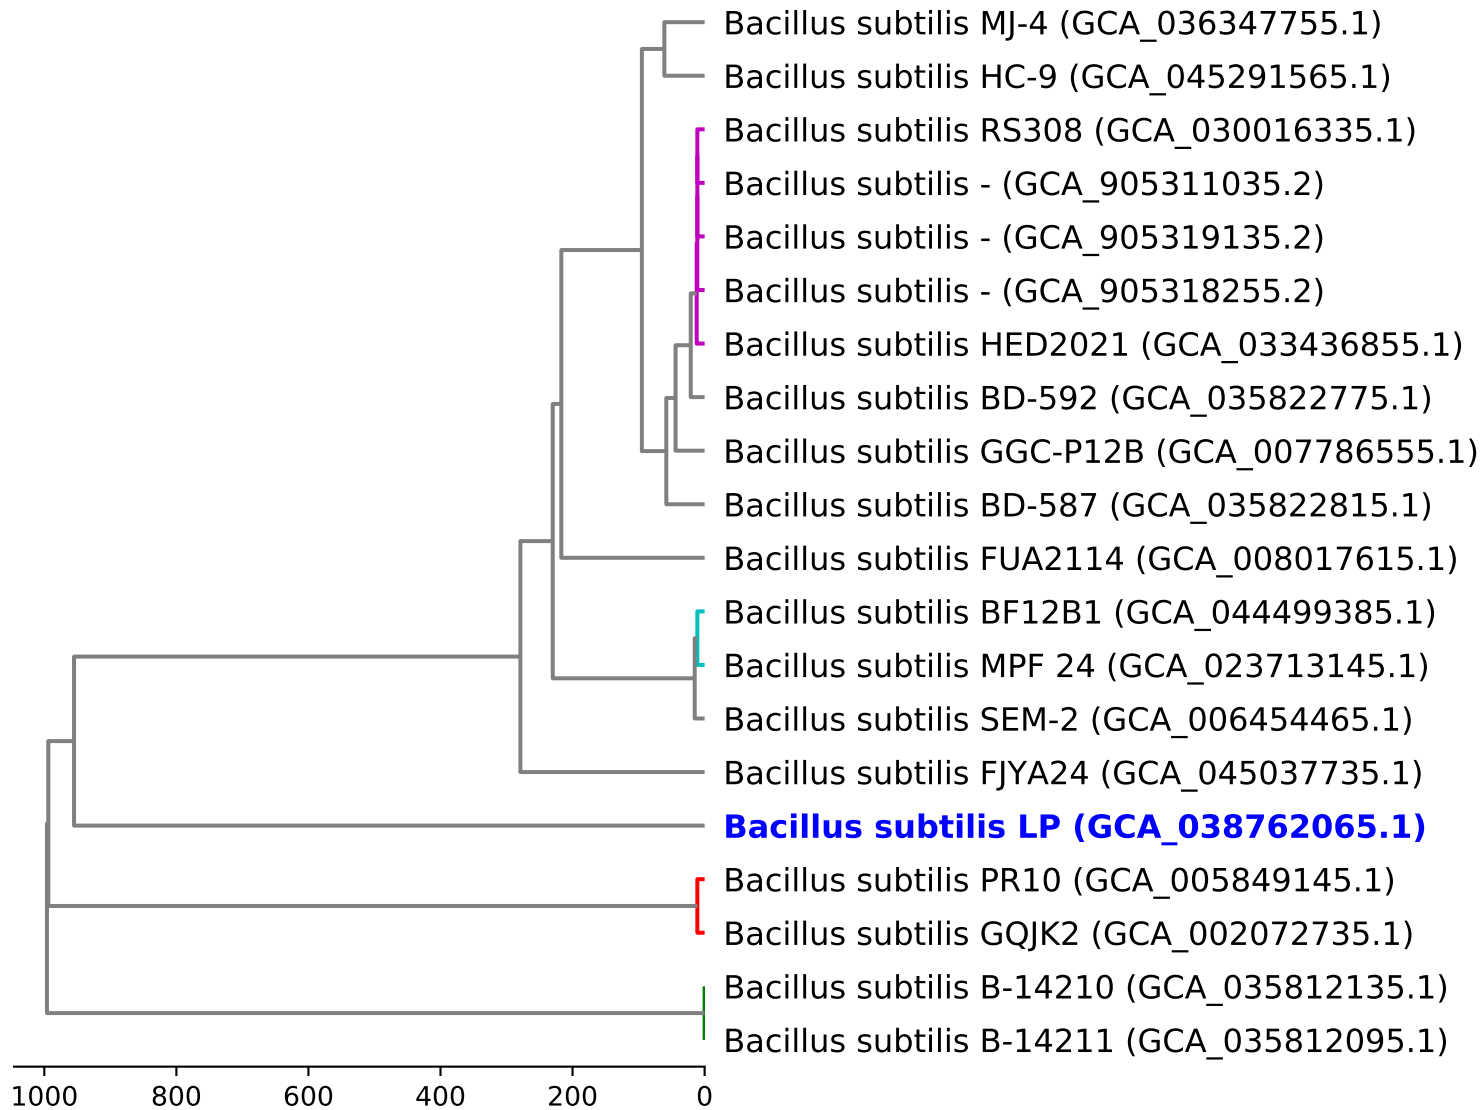 Bacillus subtilis MJ-4 (GCA_036347755.1)
Bacillus subtilis HC-9 (GCA_045291565.1)
Bacillus subtilis RS308 (GCA_030016335.1)
Bacillus subtilis - (GCA_905311035.2)
Bacillus subtilis - (GCA_905319135.2)
Bacillus subtilis - (GCA_905318255.2)
Bacillus subtilis HED2021 (GCA_033436855.1)
Bacillus subtilis BD-592 (GCA_035822775.1)
Bacillus subtilis GGC-P12B (GCA_007786555.1)
Bacillus subtilis BD-587 (GCA_035822815.1)
Bacillus subtilis FUA2114 (GCA_008017615.1)
Bacillus subtilis BF12B1 (GCA_044499385.1)
Bacillus subtilis MPF 24 (GCA_023713145.1)
Bacillus subtilis SEM-2 (GCA_006454465.1)
Bacillus subtilis FJYA24 (GCA_045037735.1)
Bacillus subtilis LP (GCA_038762065.1)
Bacillus subtilis PR10 (GCA_005849145.1)
Bacillus subtilis GQJK2 (GCA_002072735.1)
Bacillus subtilis B-14210 (GCA_035812135.1)
Bacillus subtilis B-14211 (GCA_035812095.1)
1000 800 600 400 200 0